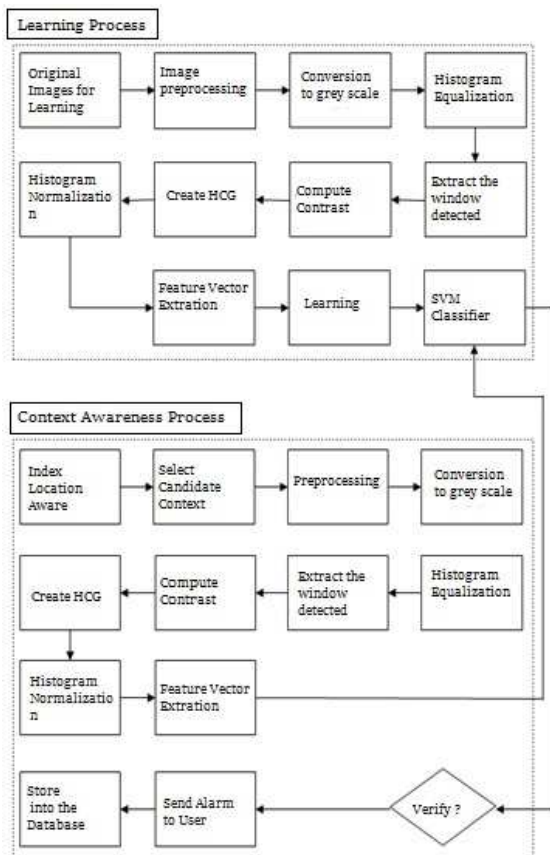 Learning Process
Original
Images for
Learning
Image
preprocessing
Conversion
to grey scale
Histogram
Equalization
Histogram
Normalizatio
n
Create HCG
Compute
Contrast
Extract the
window
detected
Feature Vector
Extration
Learning
SVM
Classifier
Context Awareness Process
Index
Location
Aware
Select
Candidate
Context
Preprocessing
Conversion
to grey scale
Create HCG
Compute
Contrast
Extract the
window
detected
Histogram
Equalization
Histogram
Normalizatio
n
Feature Vector
Extration
Store
into the
Database
Send Alarm
to User
Verify ?